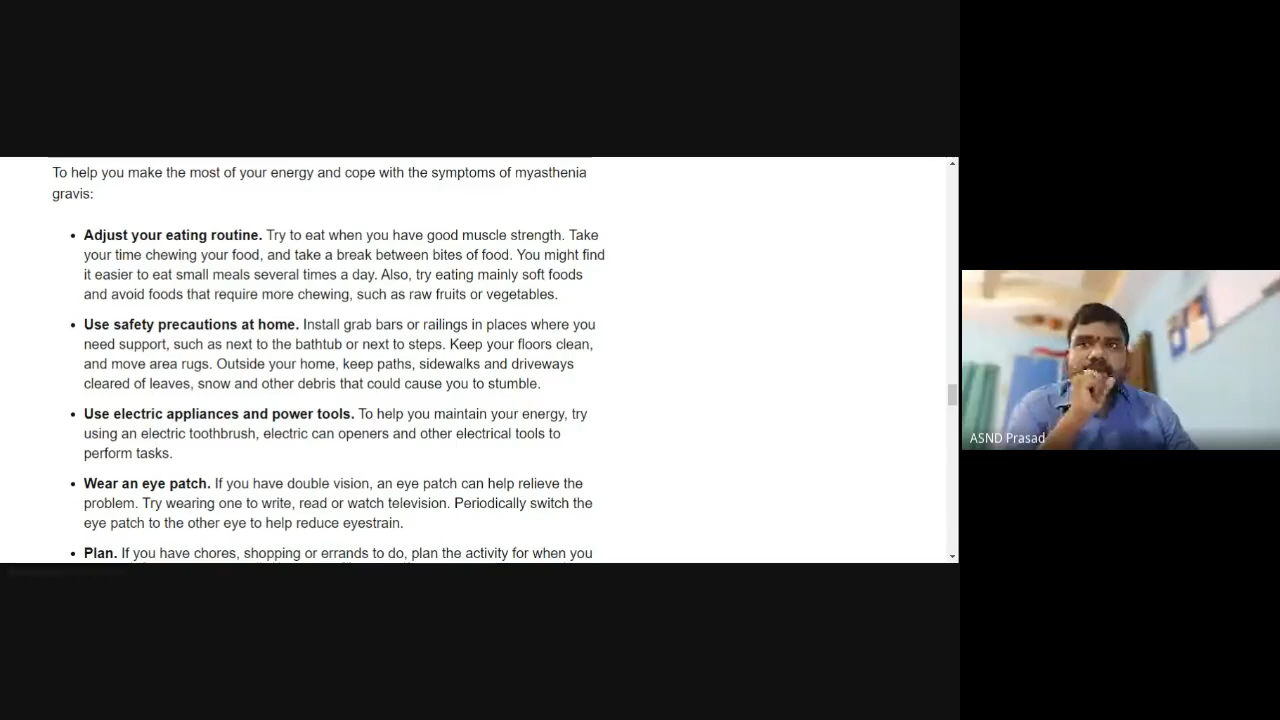 To help you make the most of your energy and cope with the symptoms of myasthenia
gravis:
• Adjust your eating routine. Try to eat when you have good muscle strength. Take
your time chewing your food, and take a break between bites of food. You might find
it easier to eat small meals several times a day. Also, try eating mainly soft foods
and avoid foods that require more chewing, such as raw fruits or vegetables.
• Use safety precautions at home. Install grab bars or railings in places where you
need support, such as next to the bathtub or next to steps. Keep your floors clean,
and move area rugs. Outside your home, keep paths, sidewalks and driveways
cleared of leaves, snow and other debris that could cause you to stumble.
• Use electric appliances and power tools. To help you maintain your energy, try
using an electric toothbrush, electric can openers and other electrical tools to
perform tasks.
• Wear an eye patch. If you have double vision, an eye patch can help relieve the
problem. Try wearing one to write, read or watch television. Periodically switch the
eye patch to the other eye to help reduce eyestrain.
• Plan. If you have chores, shopping or errands to do, plan the activity for when you
ASND Prasad